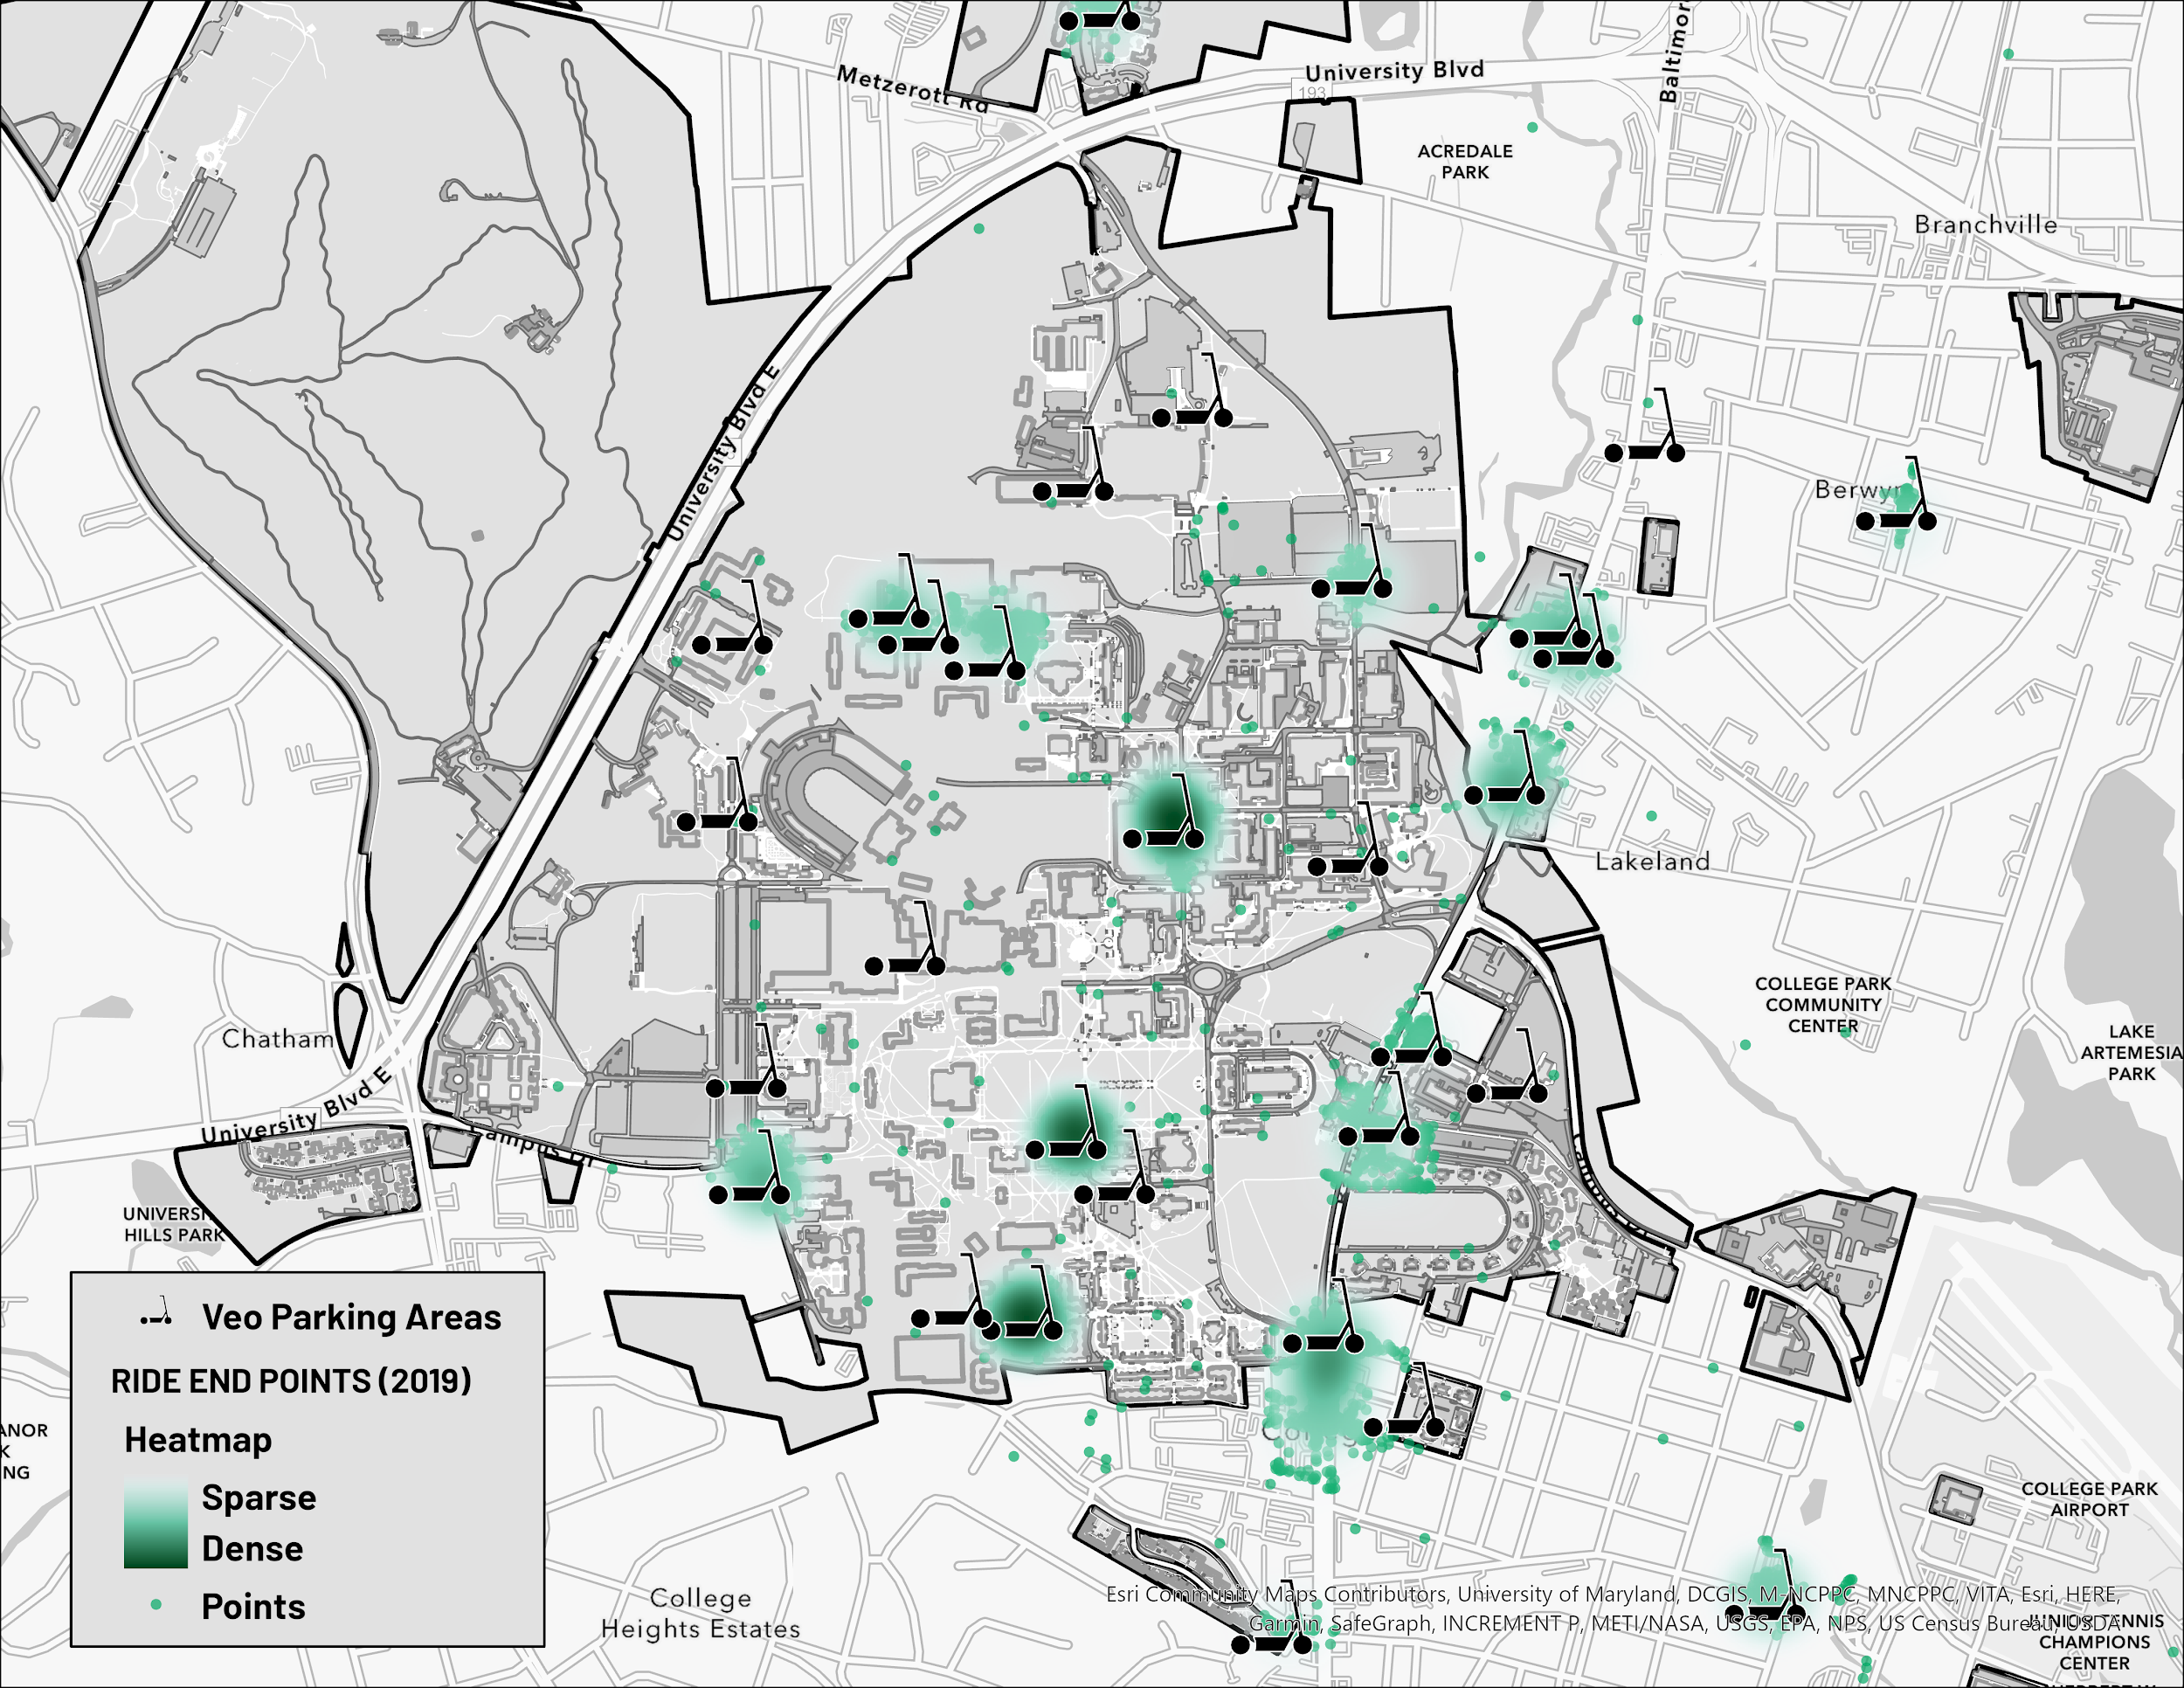 Metzerott Rd
University Blvd
193
ACREDALE
PARK
Branchville
University Blvd E
Lakeland
COLLEGE PARK
COMMUNITY
CENTER
LAKE
ARTEMESIA
PARK
Chatham
University Blvd E
Campus Dr
HILLS PARK
Veo Parking Areas
RIDE END POINTS (2019)
Heatmap
Sparse
Dense
Points
College
Heights Estates
COLLEGE PARK
AIRPORT
Esri Community Maps Contributors, University of Maryland, DCGIS, M-NCPPC, MNCPPC, VITA, Esri, HERE,
Garmin, SafeGraph, INCREMENT P, METI/NASA, USGS, EPA, NPS, US Census Bureau, USDA
TENNIS
CHAMPIONS
CENTER